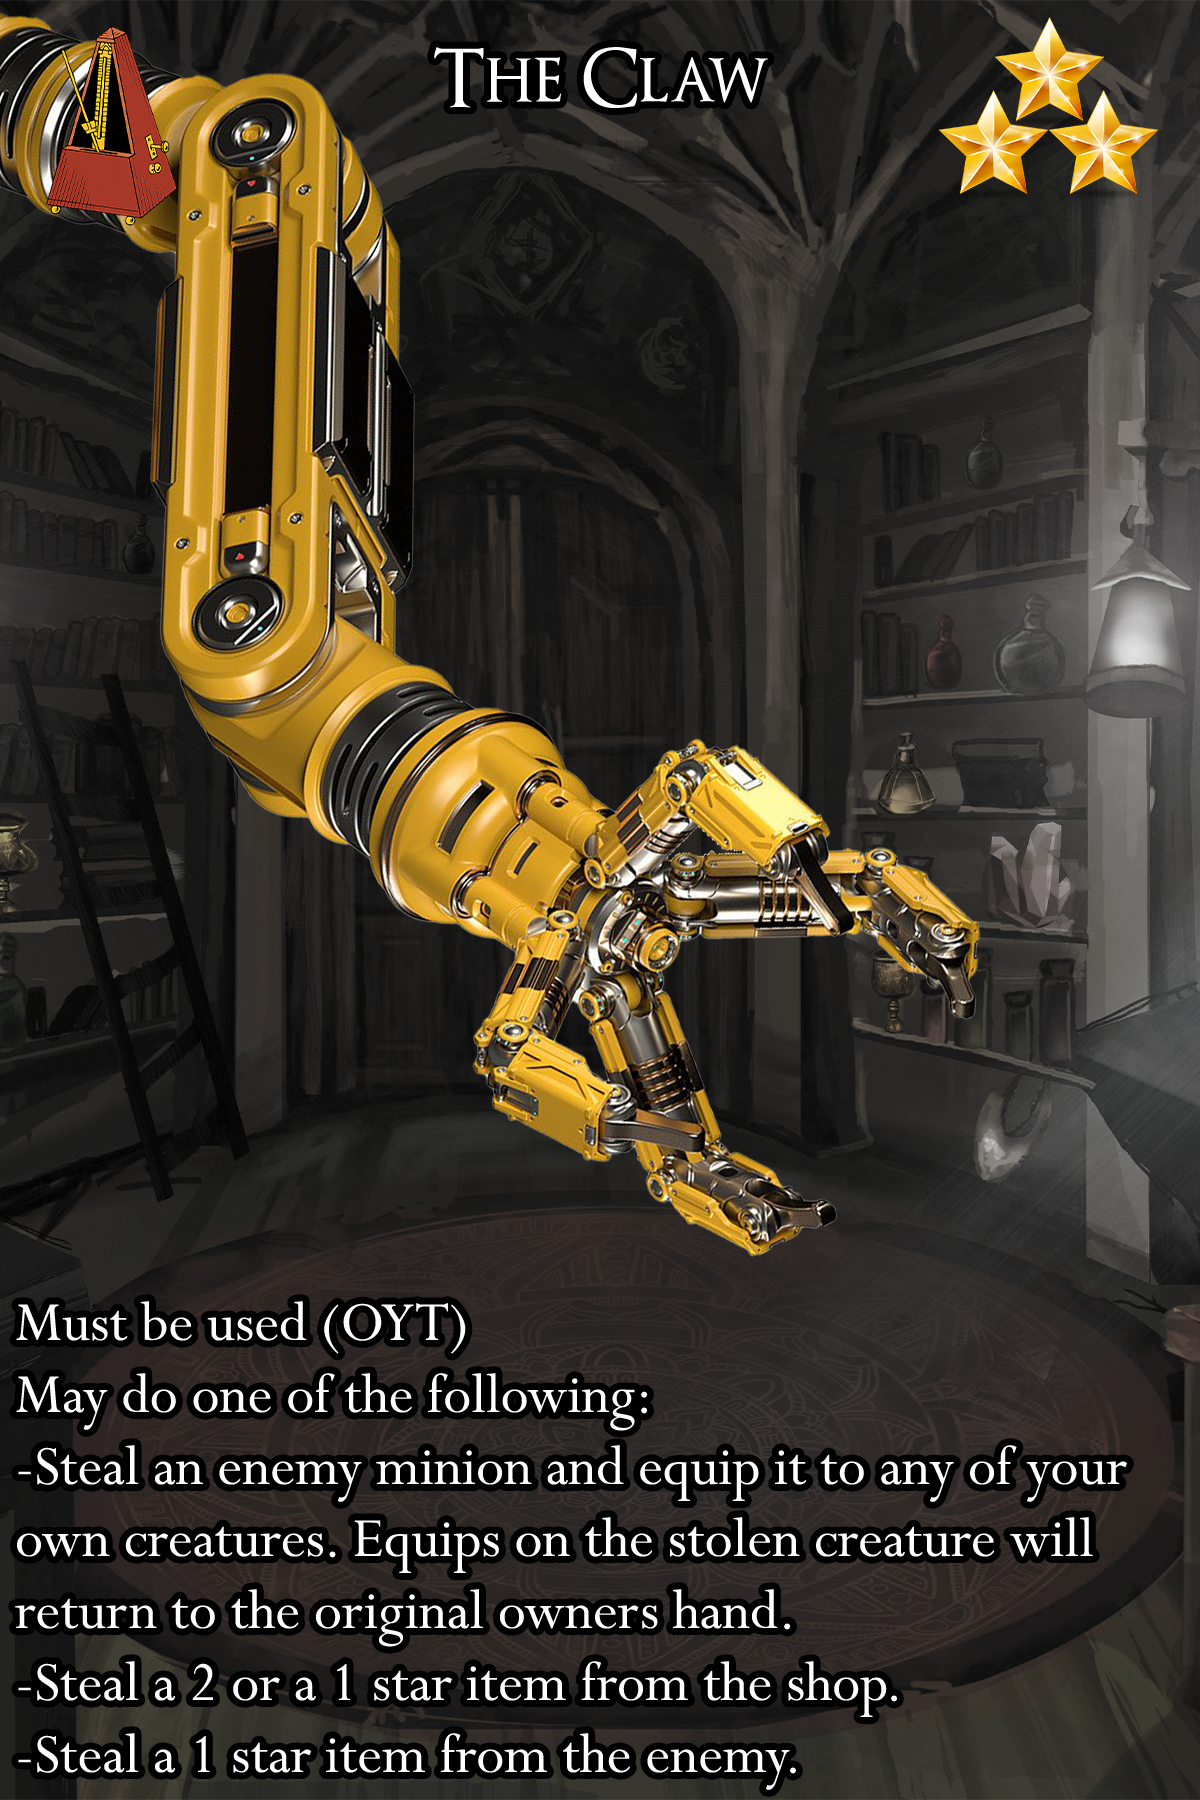 The Claw
Must be used (OYT)
May do one of the following:
-Steal an enemy minion and equip it to any of your
own creatures. Equips on the stolen creature will
return to the original owners hand.
-Steal a 2 or a 1 star item from the shop.
-Steal a 1 star item from the enemy.